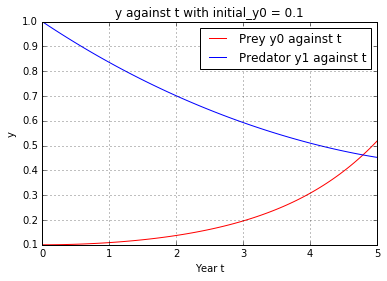 y against t with initial_y0 = 0.1
Prey y0 against t
Predator y1 against t
y
1.0
0.9
0.8
0.7
0.6
0.5
0.4
0.3
0.2
0.1
0 1 2 3 4 5
Year t